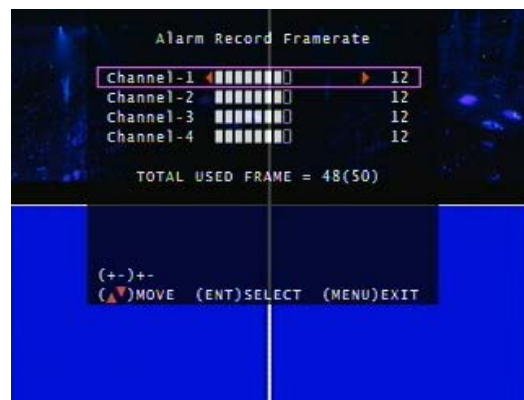 Alarm Record Framerate
Channel-1 12
Channel-2 12
Channel-3 12
Channel-4 12
TOTAL USED FRAME = 48(50)
(+-)+-
(▲▼)MOVE (ENT)SELECT (MENU)EXIT